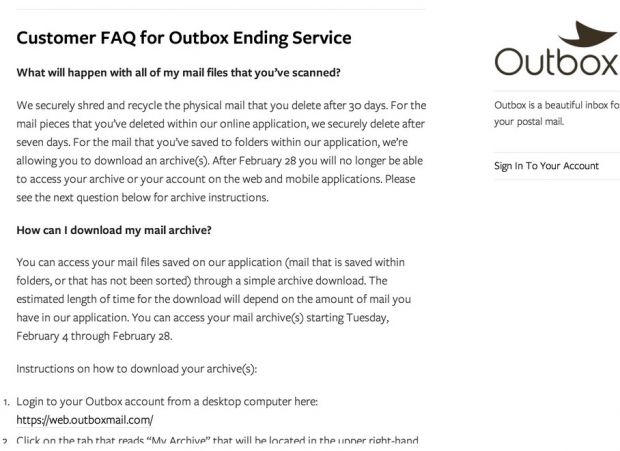 Customer FAQ for Outbox Ending Service
What will happen with all of my mail files that you've scanned?
We securely shred and recycle the physical mail that you delete after 30 days. For the
mail pieces that you've deleted within our online application, we securely delete after
seven days. For the mail that you've saved to folders within our application, we're
allowing you to download an archive(s). After February 28 you will no longer be able
to access your archive or your account on the web and mobile applications. Please
see the next question below for archive instructions.
How can I download my mail archive?
You can access your mail files saved on our application (mail that is saved within
folders, or that has not been sorted) through a simple archive download. The
estimated length of time for the download will depend on the amount of mail you
have in our application. You can access your mail archive(s) starting Tuesday,
February 4 through February 28.
Instructions on how to download your archive(s):
1. Login to your Outbox account from a desktop computer here:
https://web.outboxmail.com/
2. Click on the tab that reads "My Archive" that will be located in the upper right-hand
Outbox
Outbox is a beautiful inbox fo
your postal mail.
Sign In To Your Account